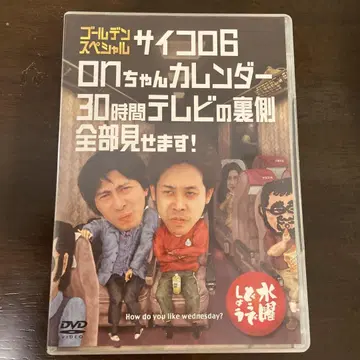 ゴールデン
スペシャル
サイコロ6
onちゃんカレンダー
30時間テレビの裏側
全部見せます!
水曜
どうで
しょう
DVD
VIDEO
How do you like wednesday?